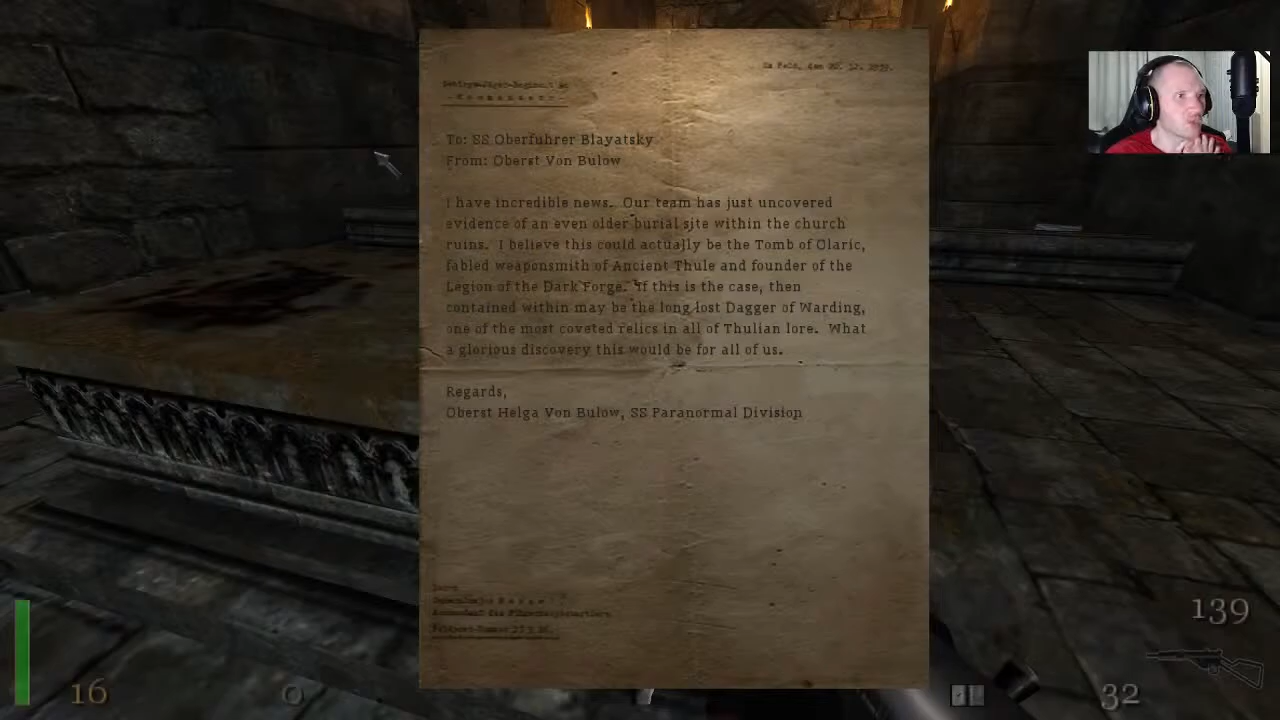 To: SS Oberfuhrer Blavatsky
From: Oberst Von Bulow
I have incredible news. Our team has just uncovered
evidence of an even older burial site within the church
ruins. I believe this could actually be the Tomb of Olaric,
fabled weaponsmith of Ancient Thule and founder of the
Legion of the Dark Forge. If this is the case, then
contained within may be the long lost Dagger of Warding,
one of the most coveted relics in all of Thulian lore. What
a glorious discovery this would be for all of us.
Regards,
Oberst Helga Von Bulow, SS Paranormal Division
139
16
0
32